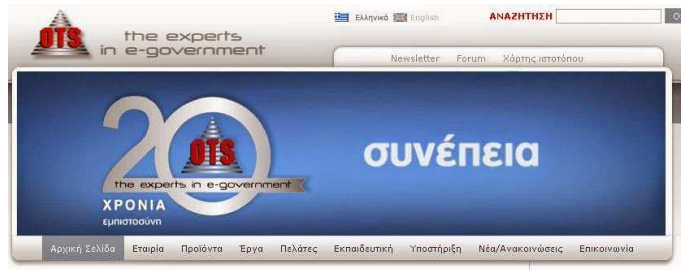 OTS
the experts
in e-government
Ελληνικά English
ΑΝΑΖΗΤΗΣΗ
Newsletter Forum Χάρτης ιστοτόπου
20
OTS
the experts in e-government
ΧΡΟΝΙΑ
εμπιστοσύνη
συνέπεια
Αρχική Σελίδα Εταιρία Προϊόντα Έργα Πελάτες Εκπαιδευτική Υποστήριξη Νέα/Ανακοινώσεις Επικοινωνία